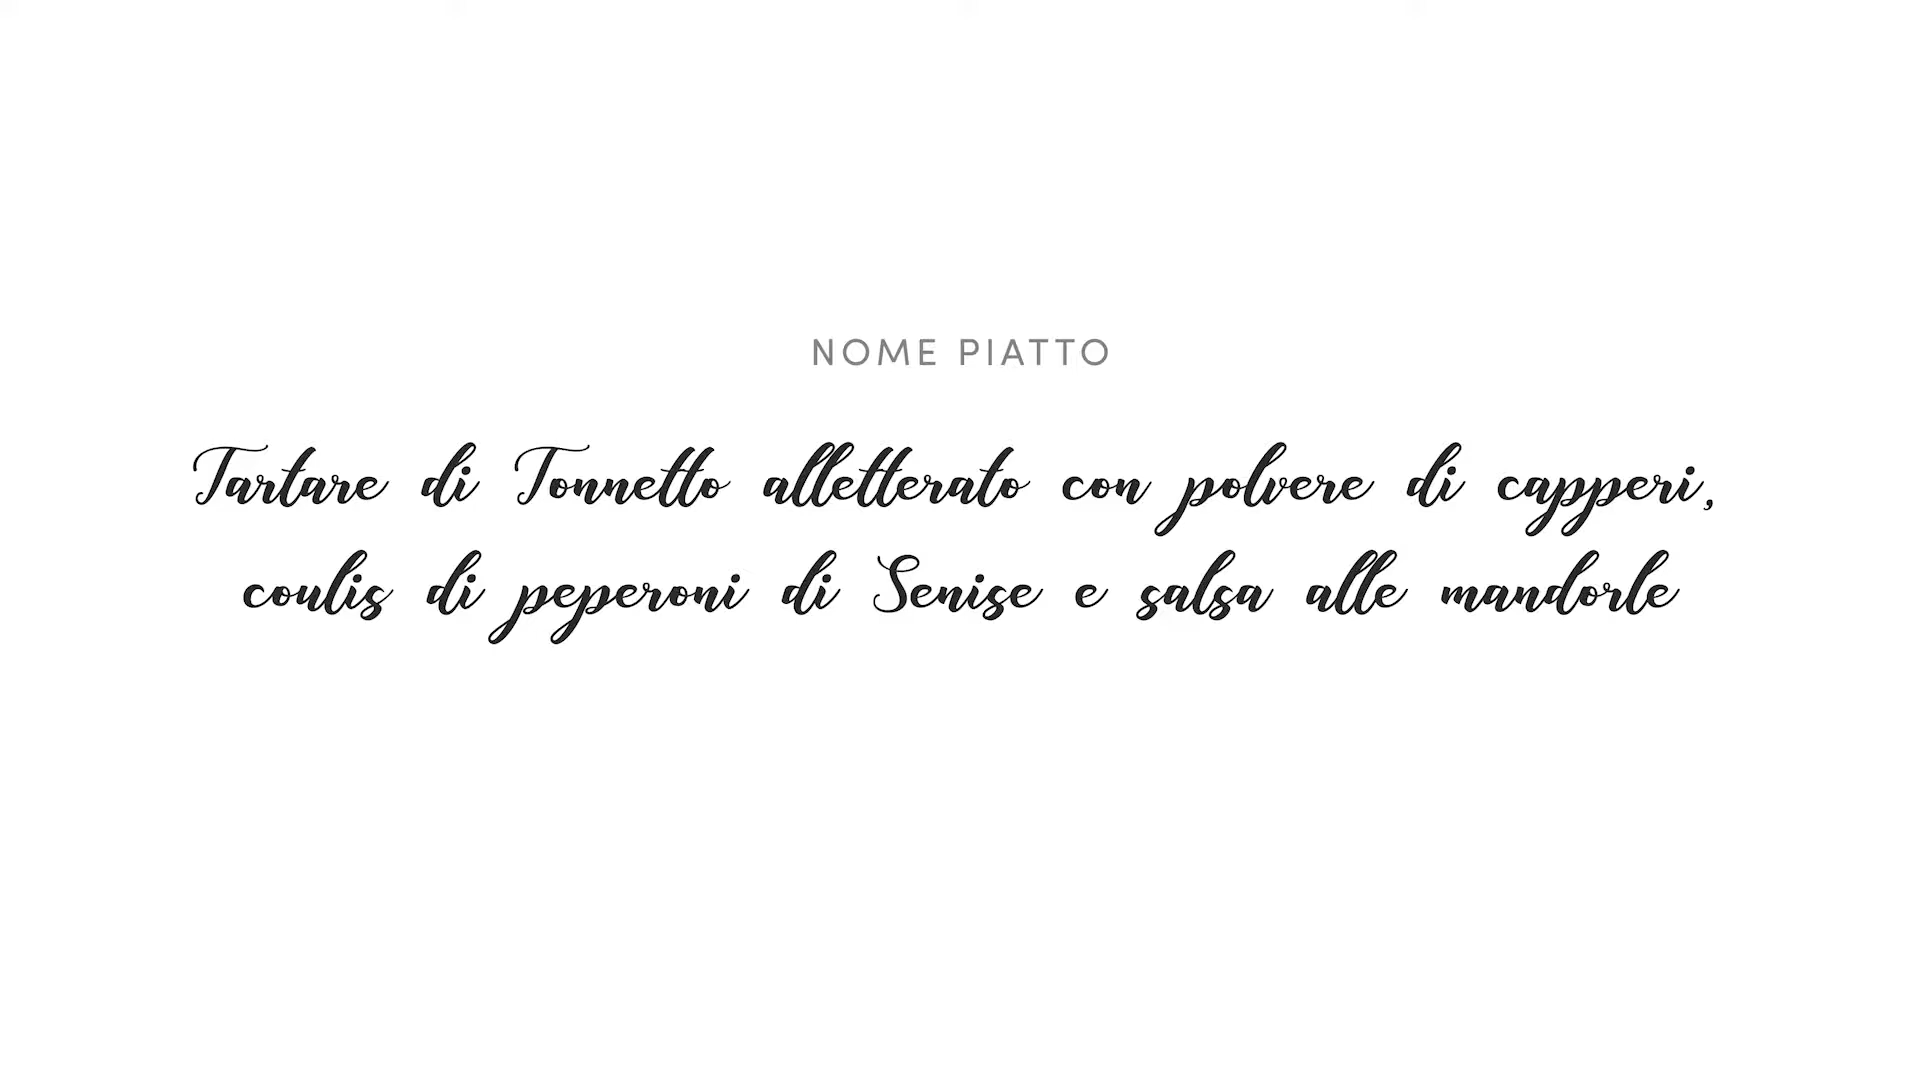 NOME PIATTO
Tartare di Tonnetto alletterato con polvere di capperi,
coulis di peperoni di Senise e salsa alle mandorle